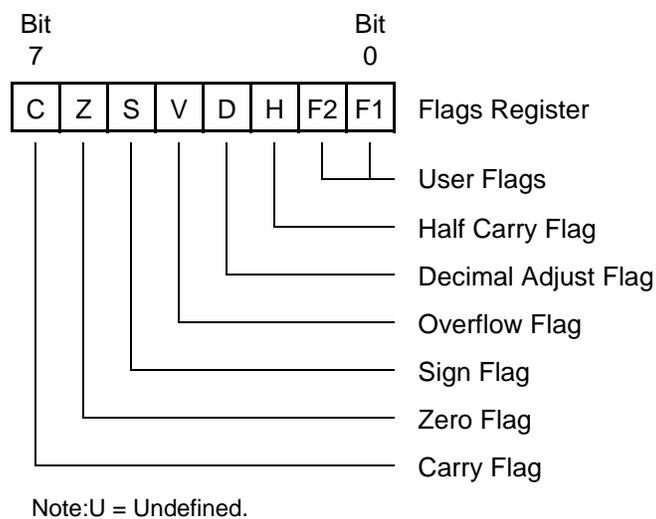 Bit Bit
7 0
C Z S V D H F2 F1 Flags Register
User Flags
Half Carry Flag
Decimal Adjust Flag
Overflow Flag
Sign Flag
Zero Flag
Carry Flag
Note:U = Undefined.